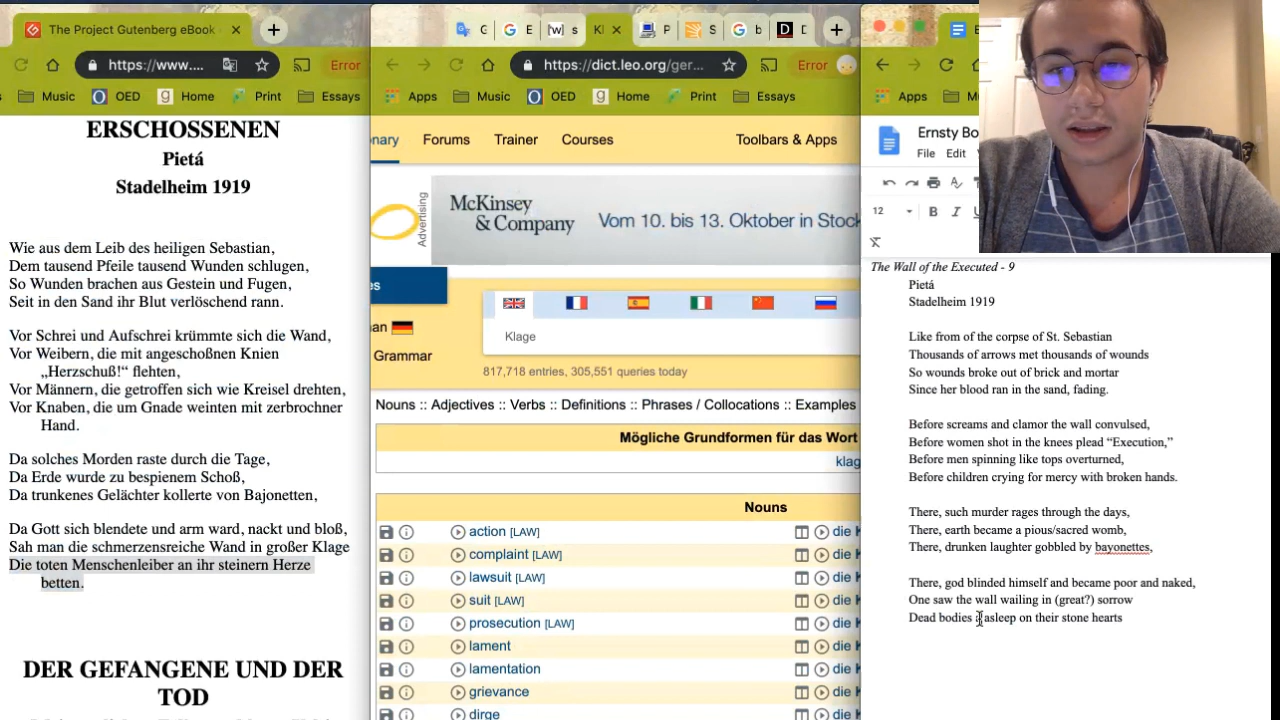 The Project Gutenberg eBook
G
E
s
Kl
P
S
b
D
https://www....
Error
https://dict.leo.org/ger...
Error
Music
OED
Home
Print
Essays
Apps
Music
OED
Home
Print
Essays
Apps
ERSCHOSSENEN
Pietá
Stadelheim 1919
Wie aus dem Leib des heiligen Sebastian,
Dem tausend Pfeile tausend Wunden schlugen,
So Wunden brachen aus Gestein und Fugen,
Seit in den Sand ihr Blut verlöschend rann.
Vor Schrei und Aufschrei krümmte sich die Wand,
Vor Weibern, die mit angeschoßnen Knien
„Herzschuß!“ flehten,
Vor Männern, die getroffen sich wie Kreisel drehten,
Vor Knaben, die um Gnade weinten mit zerbrochner
Hand.
Da solches Morden raste durch die Tage,
Da Erde wurde zu bespienem Schoß,
Da trunkenes Gelächter kollerte von Bajonetten,
Da Gott sich blendete und arm ward, nackt und bloß,
Sah man die schmerzensreiche Wand in großer Klage
Die toten Menschenleiber an ihr steinern Herze
betten.
DER GEFANGENE UND DER
TOD
onary
Forums
Trainer
Courses
Toolbars & Apps
Advertising
McKinsey
& Company
Vom 10. bis 13. Oktober in Stock
es
an
Grammar
Klage
817,718 entries, 305,551 queries today
Nouns :: Adjectives :: Verbs :: Definitions :: Phrases / Collocations :: Examples
Mögliche Grundformen für das Wort
klag
Nouns
action [LAW] die K
complaint [LAW] die K
lawsuit [LAW] die K
suit [LAW] die K
prosecution [LAW] die K
lament die K
lamentation die K
grievance die K
dirge die K
Ernsty Bo
File Edit
12 B I
The Wall of the Executed - 9
Pietá
Stadelheim 1919
Like from of the corpse of St. Sebastian
Thousands of arrows met thousands of wounds
So wounds broke out of brick and mortar
Since her blood ran in the sand, fading.
Before screams and clamor the wall convulsed,
Before women shot in the knees plead “Execution,”
Before men spinning like tops overturned,
Before children crying for mercy with broken hands.
There, such murder rages through the days,
There, earth became a pious/sacred womb,
There, drunken laughter gobbled by bayonettes,
There, god blinded himself and became poor and naked,
One saw the wall wailing in (great?) sorrow
Dead bodies asleep on their stone hearts